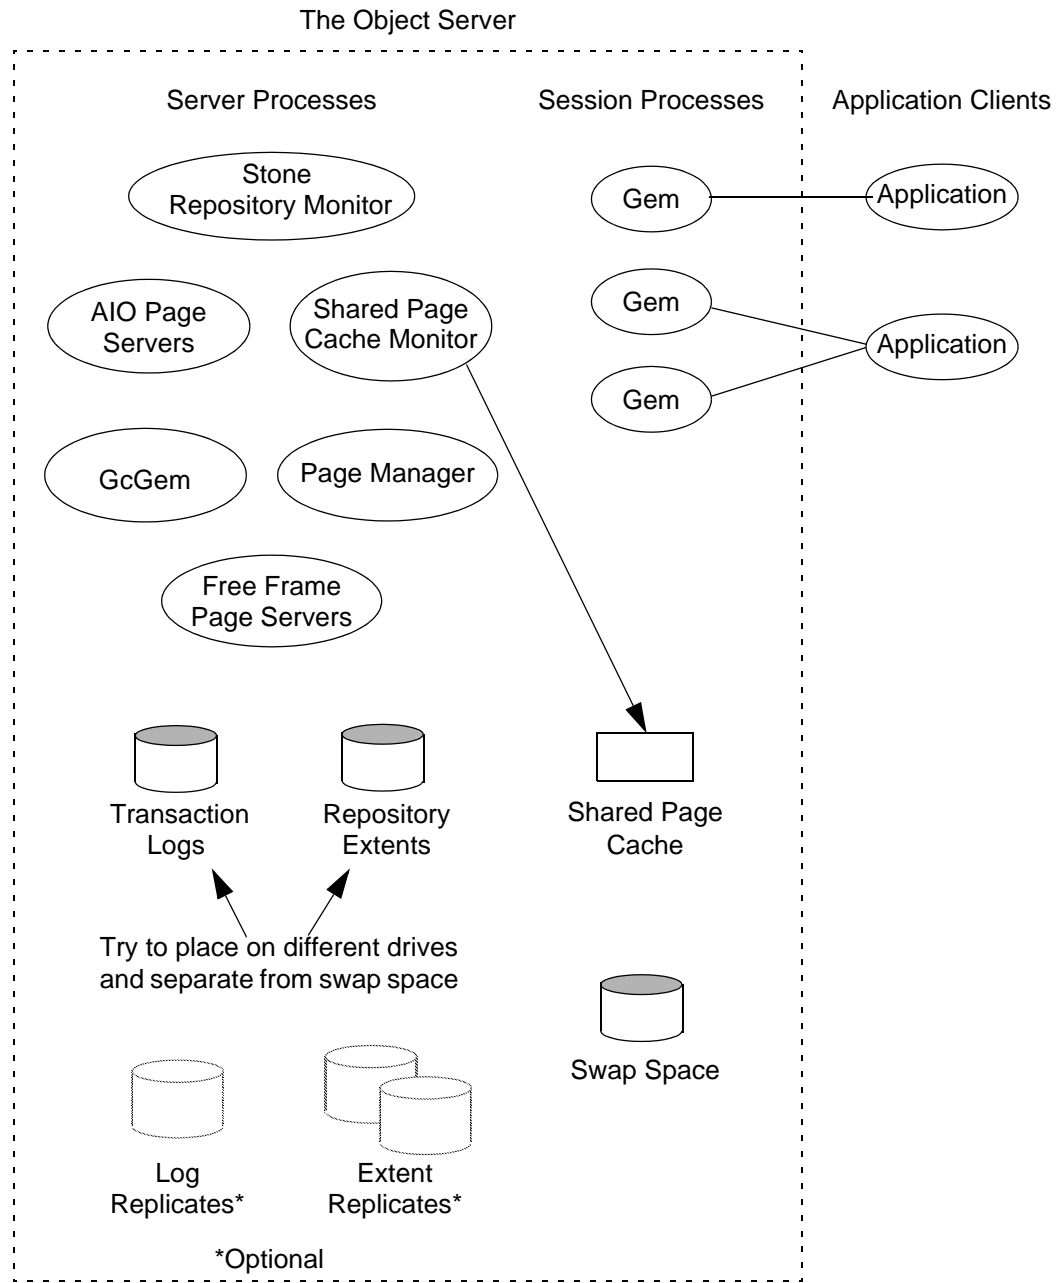 The Object Server
Server Processes
Session Processes
Application Clients
Stone
Repository Monitor
Gem
Application
AIO Page
Servers
Shared Page
Cache Monitor
Gem
Application
Gem
GcGem
Page Manager
Free Frame
Page Servers
Transaction
Logs
Repository
Extents
Shared Page
Cache
Try to place on different drives
and separate from swap space
Swap Space
Log
Replicates*
Extent
Replicates*
*Optional